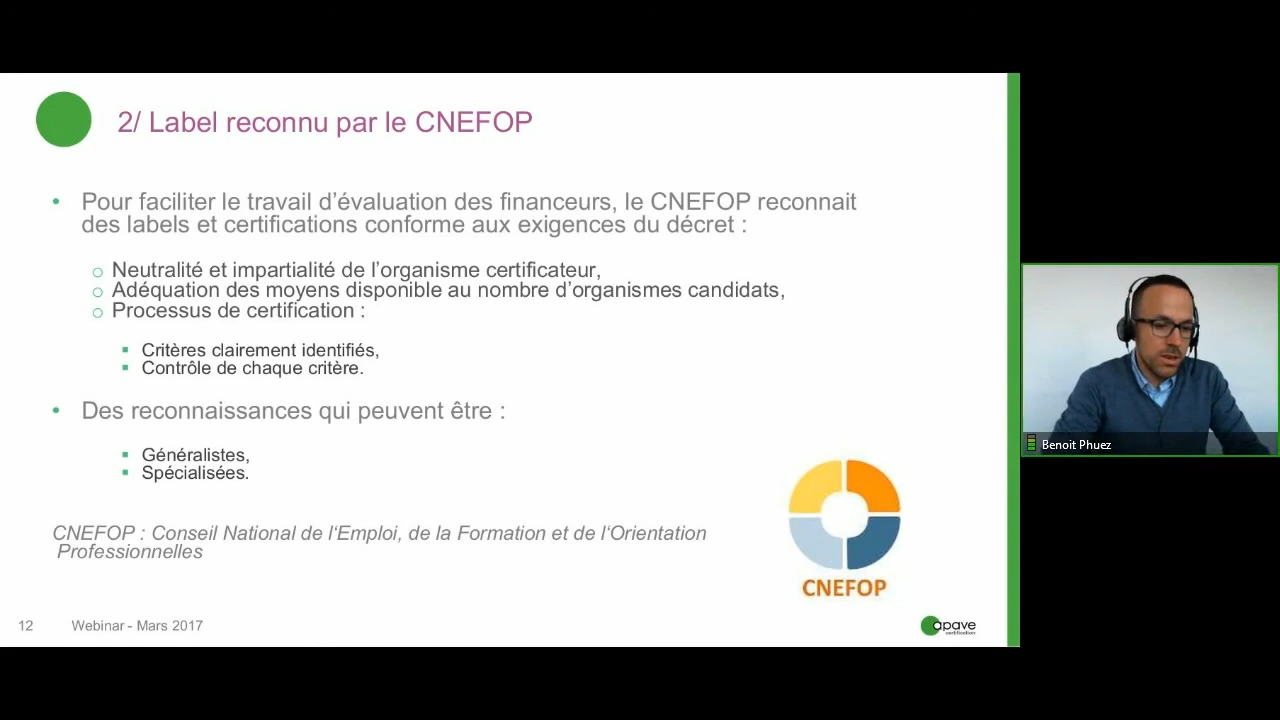 2/ Label reconnu par le CNEFOP
• Pour faciliter le travail d’évaluation des financeurs, le CNEFOP reconnait
des labels et certifications conforme aux exigences du décret :
o Neutralité et impartialité de l’organisme certificateur,
o Adéquation des moyens disponible au nombre d’organismes candidats,
o Processus de certification :
▪ Critères clairement identifiés,
▪ Contrôle de chaque critère.
• Des reconnaissances qui peuvent être :
▪ Généralistes,
▪ Spécialisées.
CNEFOP : Conseil National de l‘Emploi, de la Formation et de l‘Orientation
Professionnelles
CNEFOP
12 Webinar - Mars 2017
apave
certification
Benoit Phuez